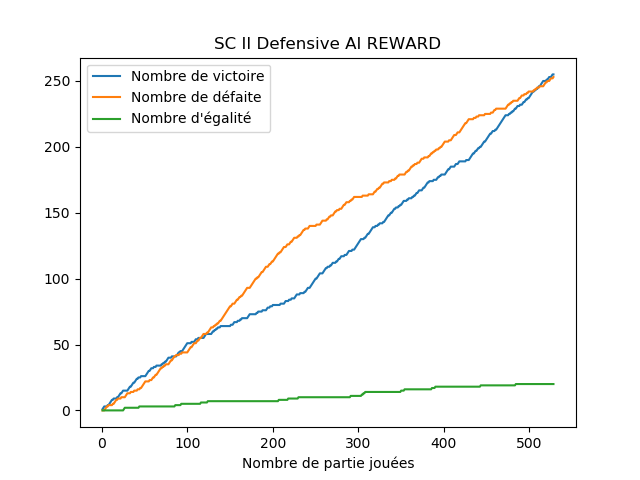 SC II Defensive AI REWARD
Nombre de victoire
Nombre de défaite
Nombre d'égalité
250
200
150
100
50
0
0 100 200 300 400 500
Nombre de partie jouées